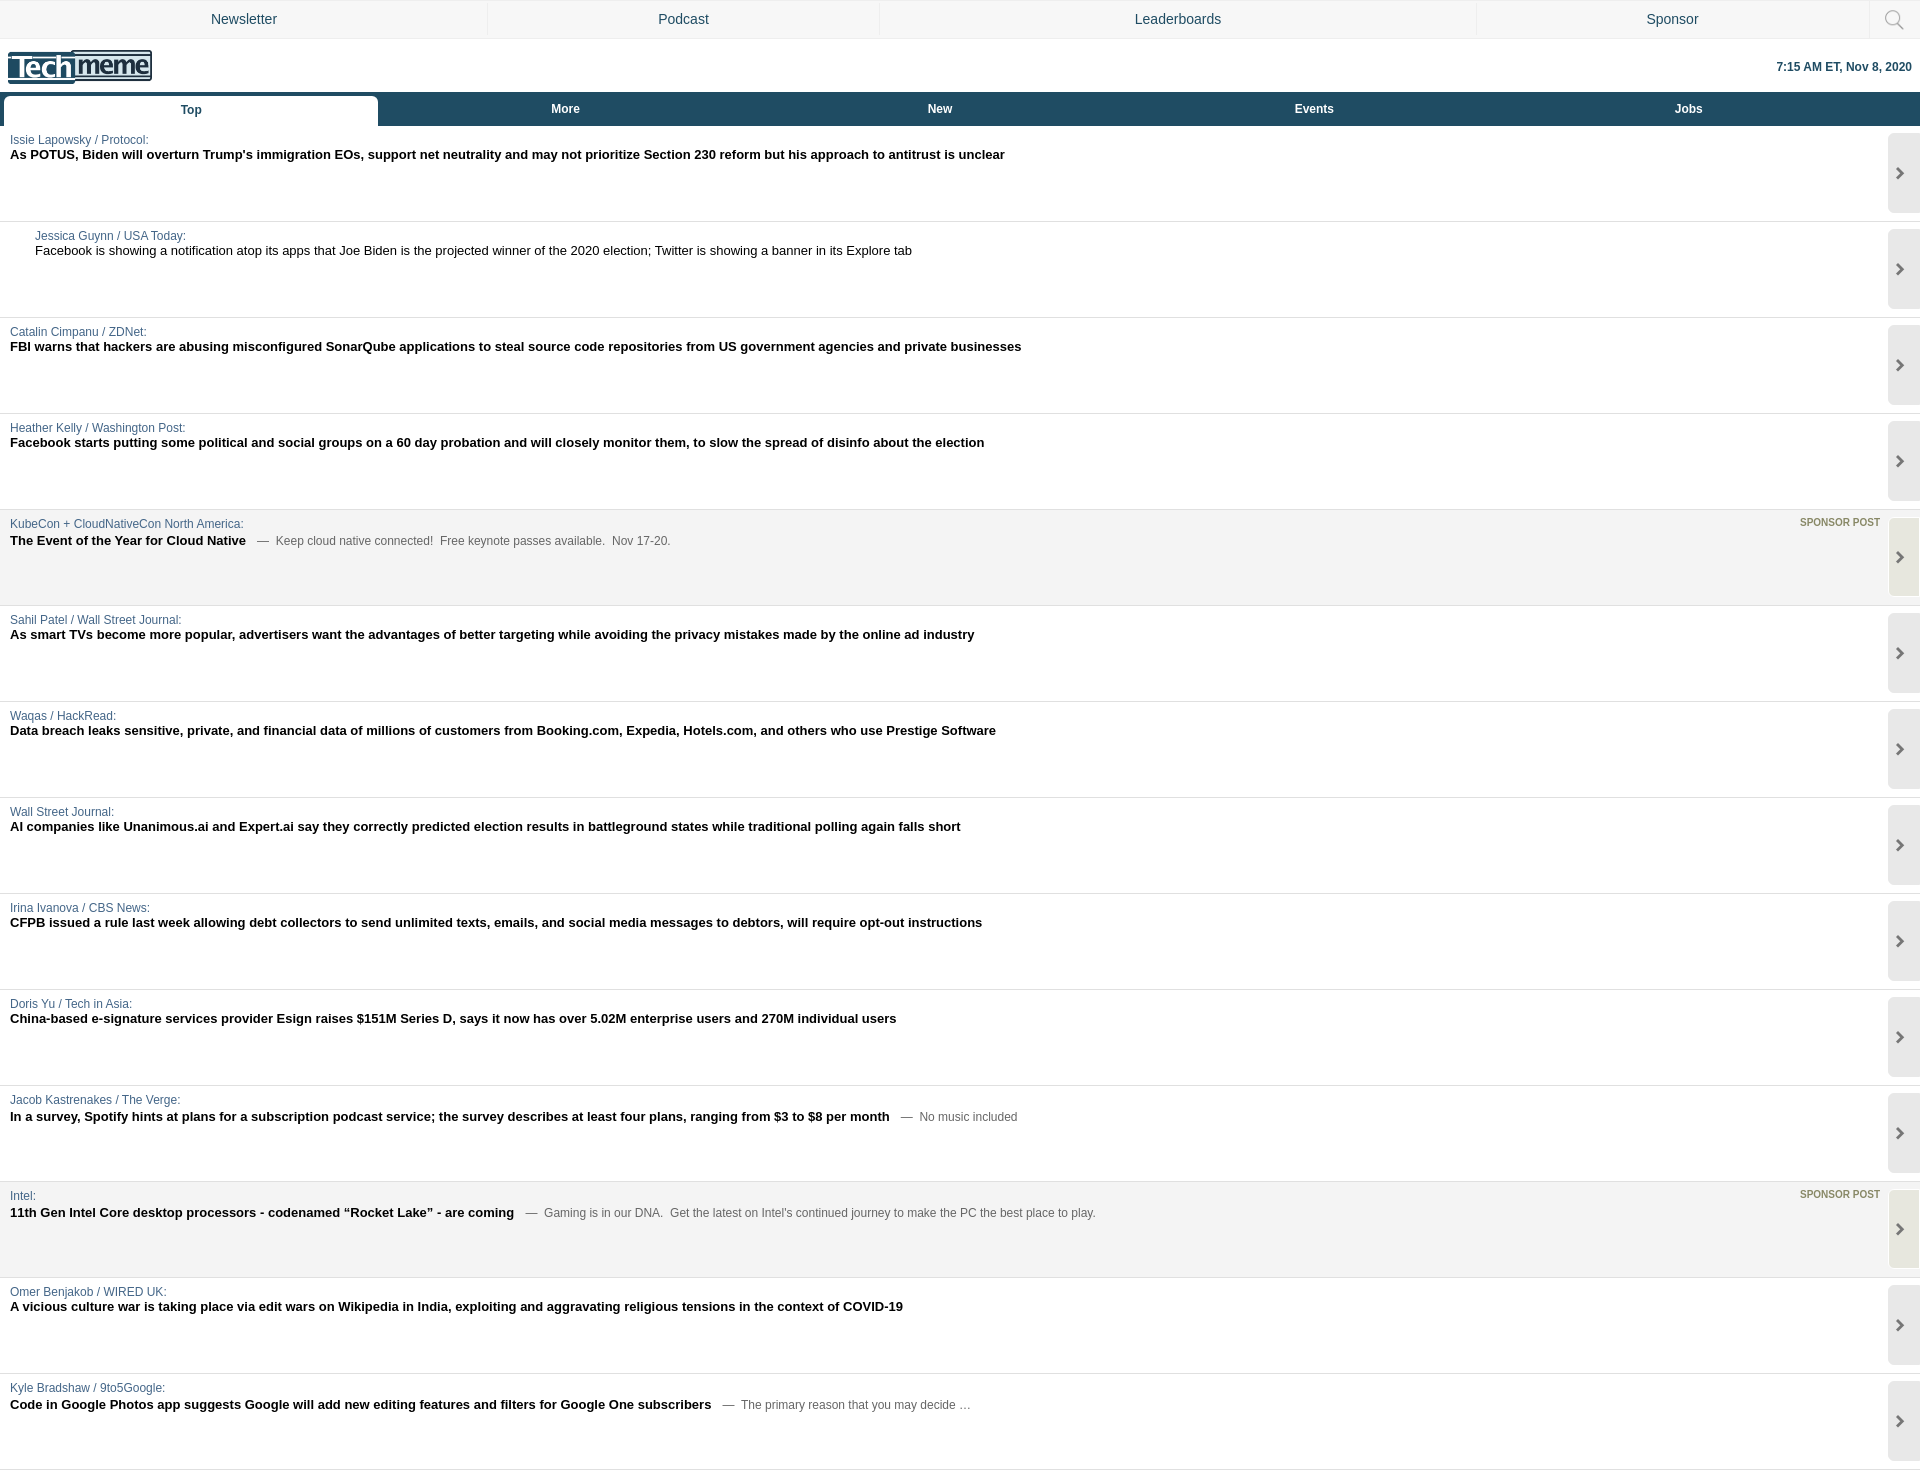 Newsletter
Podcast
Leaderboards
Sponsor
Techmeme
7:15 AM ET, Nov 8, 2020
Top
More
New
Events
Jobs
Issie Lapowsky / Protocol:
As POTUS, Biden will overturn Trump's immigration EOs, support net neutrality and may not prioritize Section 230 reform but his approach to antitrust is unclear
Jessica Guynn / USA Today:
Facebook is showing a notification atop its apps that Joe Biden is the projected winner of the 2020 election; Twitter is showing a banner in its Explore tab
Catalin Cimpanu / ZDNet:
FBI warns that hackers are abusing misconfigured SonarQube applications to steal source code repositories from US government agencies and private businesses
Heather Kelly / Washington Post:
Facebook starts putting some political and social groups on a 60 day probation and will closely monitor them, to slow the spread of disinfo about the election
KubeCon + CloudNativeCon North America:
SPONSOR POST
The Event of the Year for Cloud Native — Keep cloud native connected! Free keynote passes available. Nov 17-20.
Sahil Patel / Wall Street Journal:
As smart TVs become more popular, advertisers want the advantages of better targeting while avoiding the privacy mistakes made by the online ad industry
Waqas / HackRead:
Data breach leaks sensitive, private, and financial data of millions of customers from Booking.com, Expedia, Hotels.com, and others who use Prestige Software
Wall Street Journal:
AI companies like Unanimous.ai and Expert.ai say they correctly predicted election results in battleground states while traditional polling again falls short
Irina Ivanova / CBS News:
CFPB issued a rule last week allowing debt collectors to send unlimited texts, emails, and social media messages to debtors, will require opt-out instructions
Doris Yu / Tech in Asia:
China-based e-signature services provider Esign raises $151M Series D, says it now has over 5.02M enterprise users and 270M individual users
Jacob Kastrenakes / The Verge:
In a survey, Spotify hints at plans for a subscription podcast service; the survey describes at least four plans, ranging from $3 to $8 per month — No music included
Intel:
SPONSOR POST
11th Gen Intel Core desktop processors - codenamed “Rocket Lake” - are coming — Gaming is in our DNA. Get the latest on Intel's continued journey to make the PC the best place to play.
Omer Benjakob / WIRED UK:
A vicious culture war is taking place via edit wars on Wikipedia in India, exploiting and aggravating religious tensions in the context of COVID-19
Kyle Bradshaw / 9to5Google:
Code in Google Photos app suggests Google will add new editing features and filters for Google One subscribers — The primary reason that you may decide …